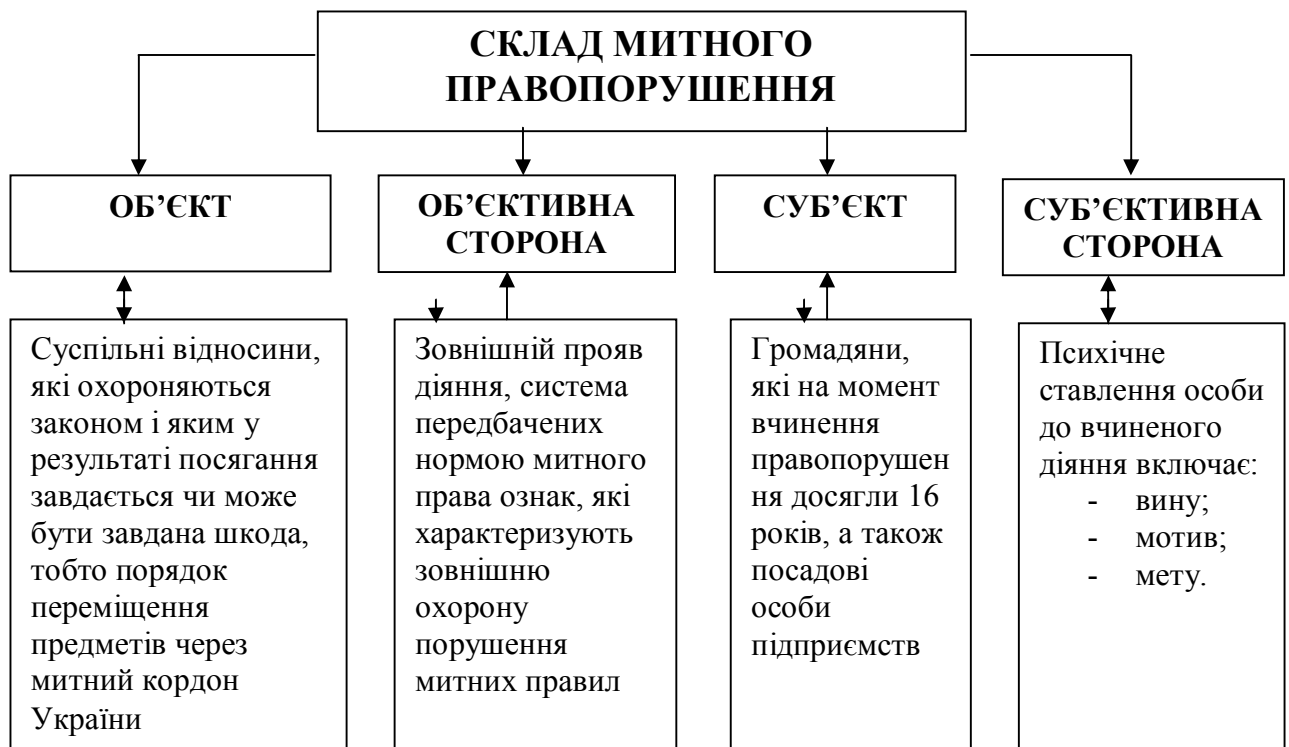 СКЛАД МИТНОГО
ПРАВОПОРУШЕННЯ
ОБ’ЄКТ
ОБ’ЄКТИВНА
СТОРОНА
СУБ’ЄКТ
СУБ’ЄКТИВНА
СТОРОНА
Суспільні відносини,
які охороняються
законом і яким у
результаті посягання
завдається чи може
бути завдана шкода,
тобто порядок
переміщення
предметів через
митний кордон
України
Зовнішній прояв
діяння, система
передбачених
нормою митного
права ознак, які
характеризують
зовнішню
охорону
порушення
митних правил
Громадяни,
які на момент
вчинення
правопорушен
ня досягли 16
років, а також
посадові
особи
підприємств
Психічне
ставлення особи
до вчиненого
діяння включає:
- вину;
- мотив;
- мету.